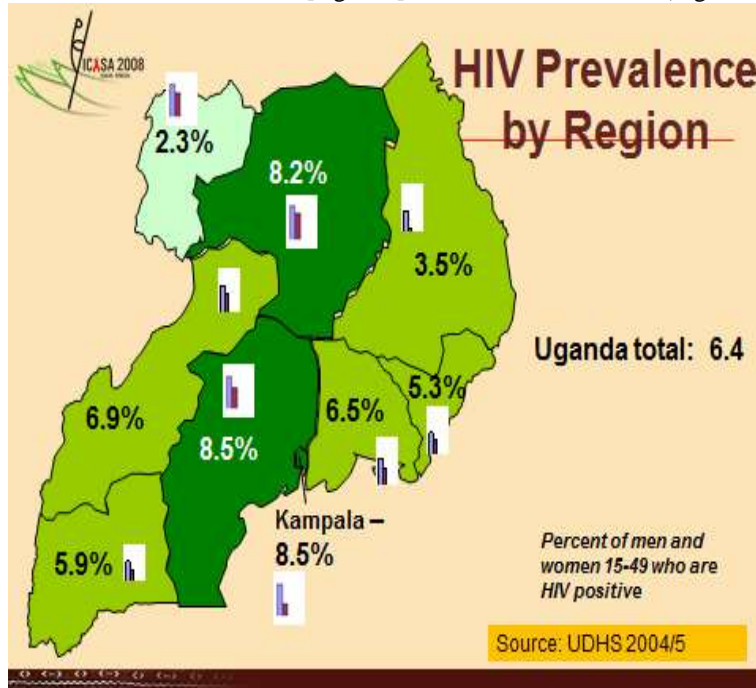 ICASA 2008
HIV Prevalence
by Region
2.3%
8.2%
3.5%
Uganda total: 6.4
5.3%
6.9%
6.5%
8.5%
Kampala –
8.5%
5.9%
Percent of men and
women 15-49 who are
HIV positive
Source: UDHS 2004/5